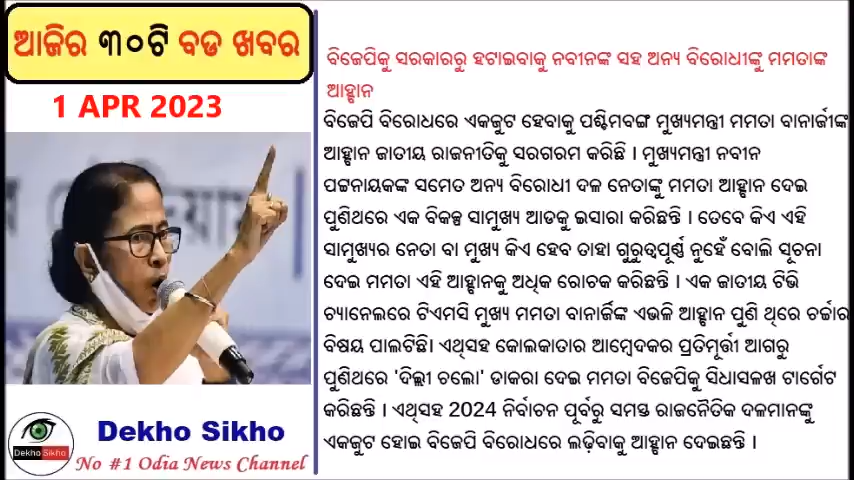 ଆଜିର ୩୦ଟି ବଡ ଖବର
1 APR 2023
ବିଜେପିକୁ ସରକାରରୁ ହଟାଇବାକୁ ନବୀନଙ୍କ ସହ ଅନ୍ୟ ବିରୋଧୀଙ୍କୁ ମମତାଙ୍କ
ଆହ୍ବାନ
ବିଜେପି ବିରୋଧରେ ଏକଜୁଟ ହେବାକୁ ପଶ୍ଚିମବଙ୍ଗ ମୁଖ୍ୟମନ୍ତ୍ରୀ ମମତା ବାନାର୍ଜୀଙ୍କ
ଆହ୍ବାନ ଜାତୀୟ ରାଜନୀତିକୁ ସରଗରମ କରିଛି । ମୁଖ୍ୟମନ୍ତ୍ରୀ ନବୀନ
ପଟ୍ଟନାୟକଙ୍କ ସମେତ ଅନ୍ୟ ବିରୋଧୀ ଦଳ ନେତାଙ୍କୁ ମମତା ଆହ୍ବାନ ଦେଇ
ପୁଣିଥରେ ଏକ ବିକଳ୍ପ ସାମୁଖ୍ୟ ଆଡକୁ ଇସାରା କରିଛନ୍ତି । ତେବେ କିଏ ଏହି
ସାମୁଖ୍ୟର ନେତା ବା ମୁଖ୍ୟ କିଏ ହେବ ତାହା ଗୁରୁତ୍ୱପୂର୍ଣ୍ଣ ନୁହେଁ ବୋଲି ସୂଚନା
ଦେଇ ମମତା ଏହି ଆହ୍ବାନକୁ ଅଧିକ ରୋଚକ କରିଛନ୍ତି । ଏକ ଜାତୀୟ ଟିଭି
ଚ୍ୟାନେଲରେ ଟିଏମସି ମୁଖ୍ୟ ମମତା ବାନାର୍ଜିଙ୍କ ଏଭଳି ଆହ୍ବାନ ପୁଣି ଥିରେ ଚର୍ଚ୍ଚାର
ବିଷୟ ପାଲଟିଛି। ଏଥିସହ କୋଲକାତାର ଆମ୍ବେଦକର ପ୍ରତିମୂର୍ତ୍ତୀ ଆଗରୁ
ପୁଣିଥରେ 'ଦିଲ୍ଲୀ ଚଲୋ' ଡାକରା ଦେଇ ମମତା ବିଜେପିକୁ ସିଧାସଳଖ ଟାର୍ଗେଟ
କରିଛନ୍ତି । ଏଥିସହ 2024 ନିର୍ବାଚନ ପୂର୍ବରୁ ସମସ୍ତ ରାଜନୈତିକ ଦଳମାନଙ୍କୁ
ଏକଜୁଟ ହୋଇ ବିଜେପି ବିରୋଧରେ ଲଢ଼ିବାକୁ ଆହ୍ବାନ ଦେଇଛନ୍ତି ।
Dekho Sikho
Dekho Sikho
No #1 Odia News Channel